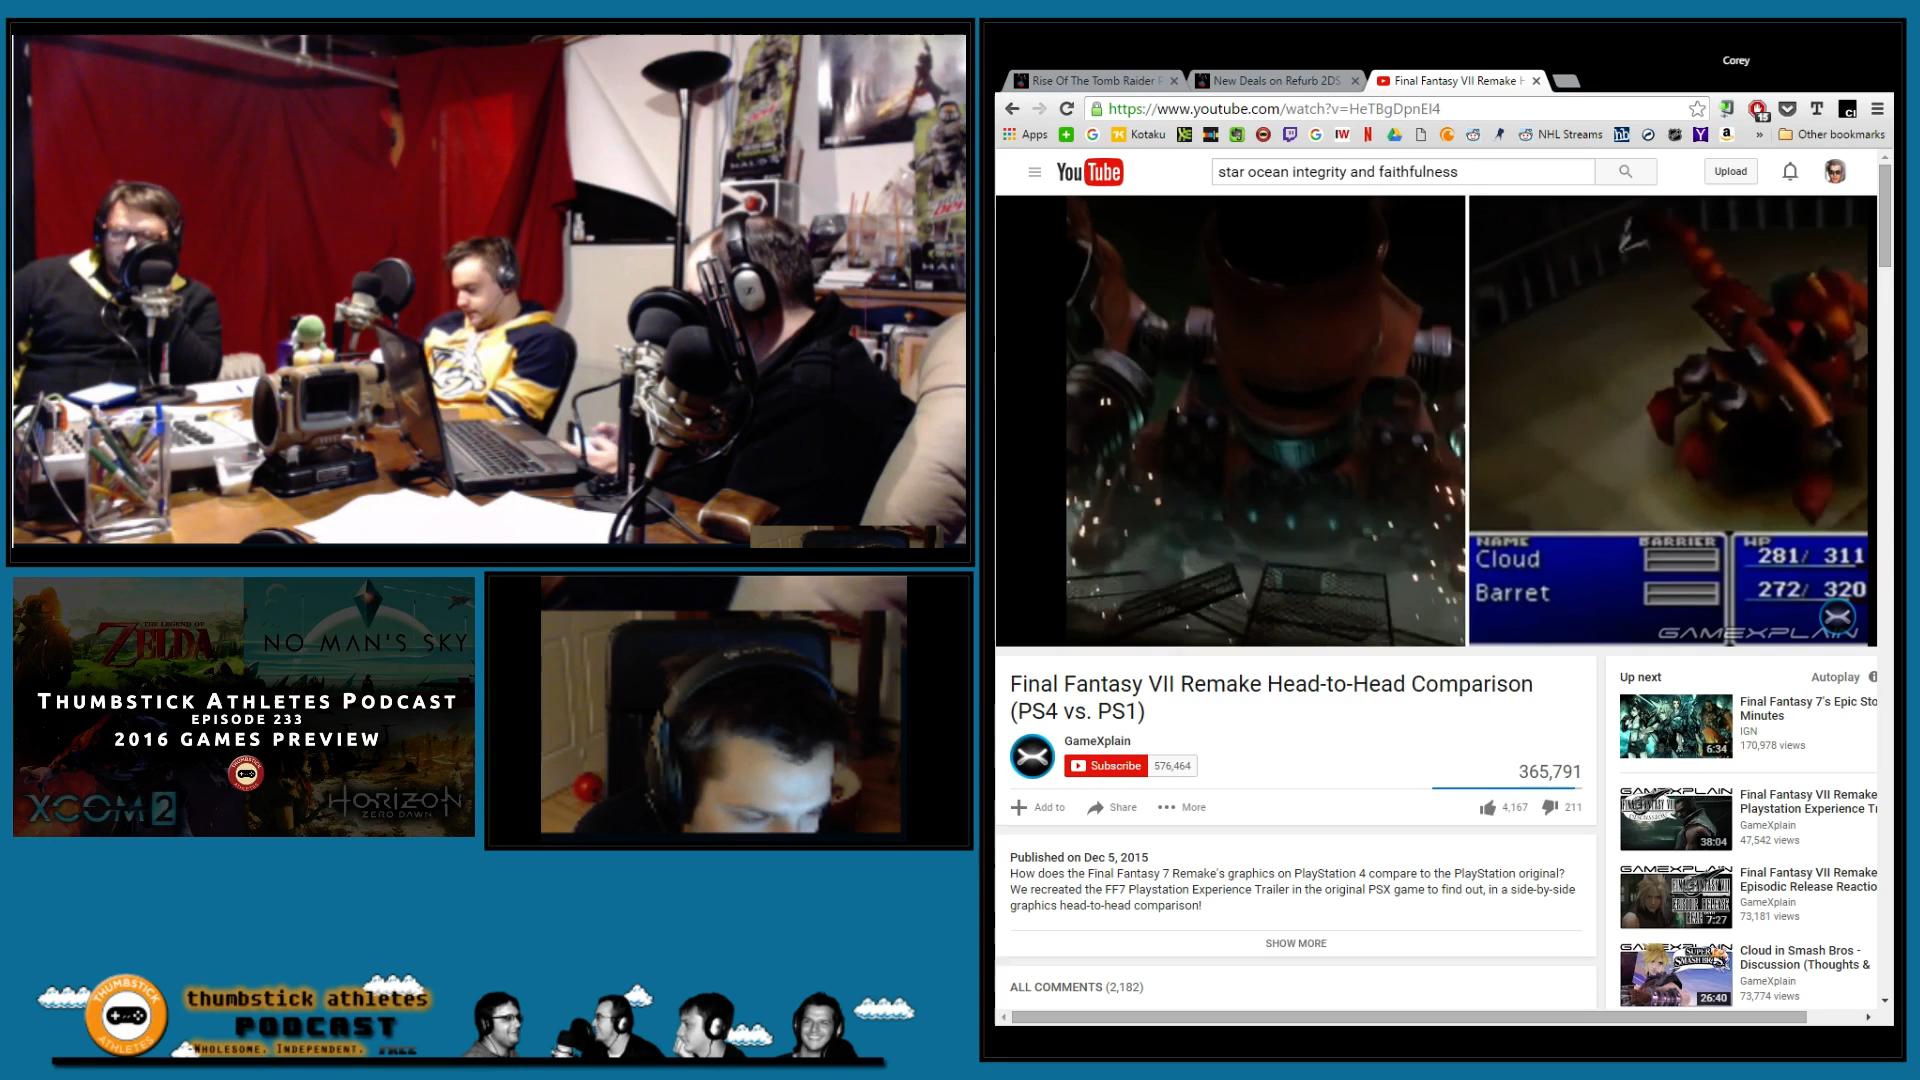 Corey
Rise Of The Tomb Raider
New Deals on Refurb 2DS
Final Fantasy VII Remake
https://www.youtube.com/watch?v=HeTBgDpnEI4
Apps
Kotaku
IW
NHL Streams
Other bookmarks
YouTube
star ocean integrity and faithfulness
Upload
NAME BARRIER HP
Cloud 281/ 311
Barret 272/ 320
GAMEXPLAIN
Final Fantasy VII Remake Head-to-Head Comparison
(PS4 vs. PS1)
GameXplain
Subscribe 576,464
365,791
Add to Share More 4,167 211
Published on Dec 5, 2015
How does the Final Fantasy 7 Remake's graphics on PlayStation 4 compare to the PlayStation original?
We recreated the FF7 Playstation Experience Trailer in the original PSX game to find out, in a side-by-side
graphics head-to-head comparison!
SHOW MORE
ALL COMMENTS (2,182)
Up next Autoplay
Final Fantasy 7's Epic Sto
Minutes
IGN
170,978 views
6:34
Final Fantasy VII Remake
Playstation Experience Tr
GameXplain
47,542 views
38:04
Final Fantasy VII Remake
Episodic Release Reactio
GameXplain
73,181 views
7:27
Cloud in Smash Bros -
Discussion (Thoughts &
GameXplain
73,774 views
26:40
THE LEGEND OF
ZELDA
NO MAN'S SKY
THUMBSTICK ATHLETES PODCAST
EPISODE 233
2016 GAMES PREVIEW
XCOM 2
HORIZON
ZERO DAWN
THUMBSTICK
ATHLETES
thumbstick athletes
PODCAST
WHOLESOME. INDEPENDENT. FREE